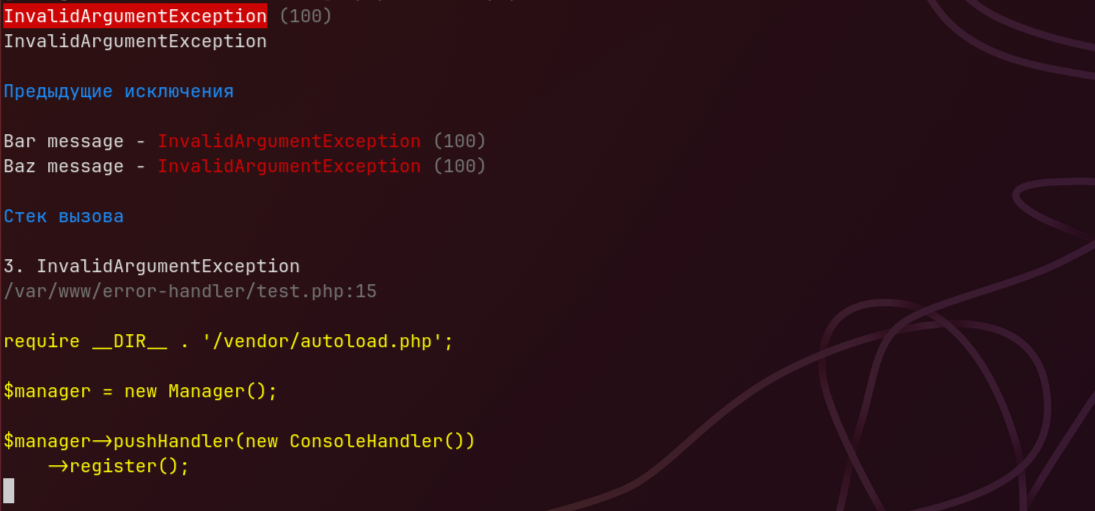 InvalidArgumentException (100)
InvalidArgumentException
Предыдущие исключения
Bar message - InvalidArgumentException (100)
Baz message - InvalidArgumentException (100)
Стек вызова
3. InvalidArgumentException
/var/www/error-handler/test.php:15
require __DIR__ . '/vendor/autoload.php';
$manager = new Manager();
$manager->pushHandler(new ConsoleHandler())
->register();